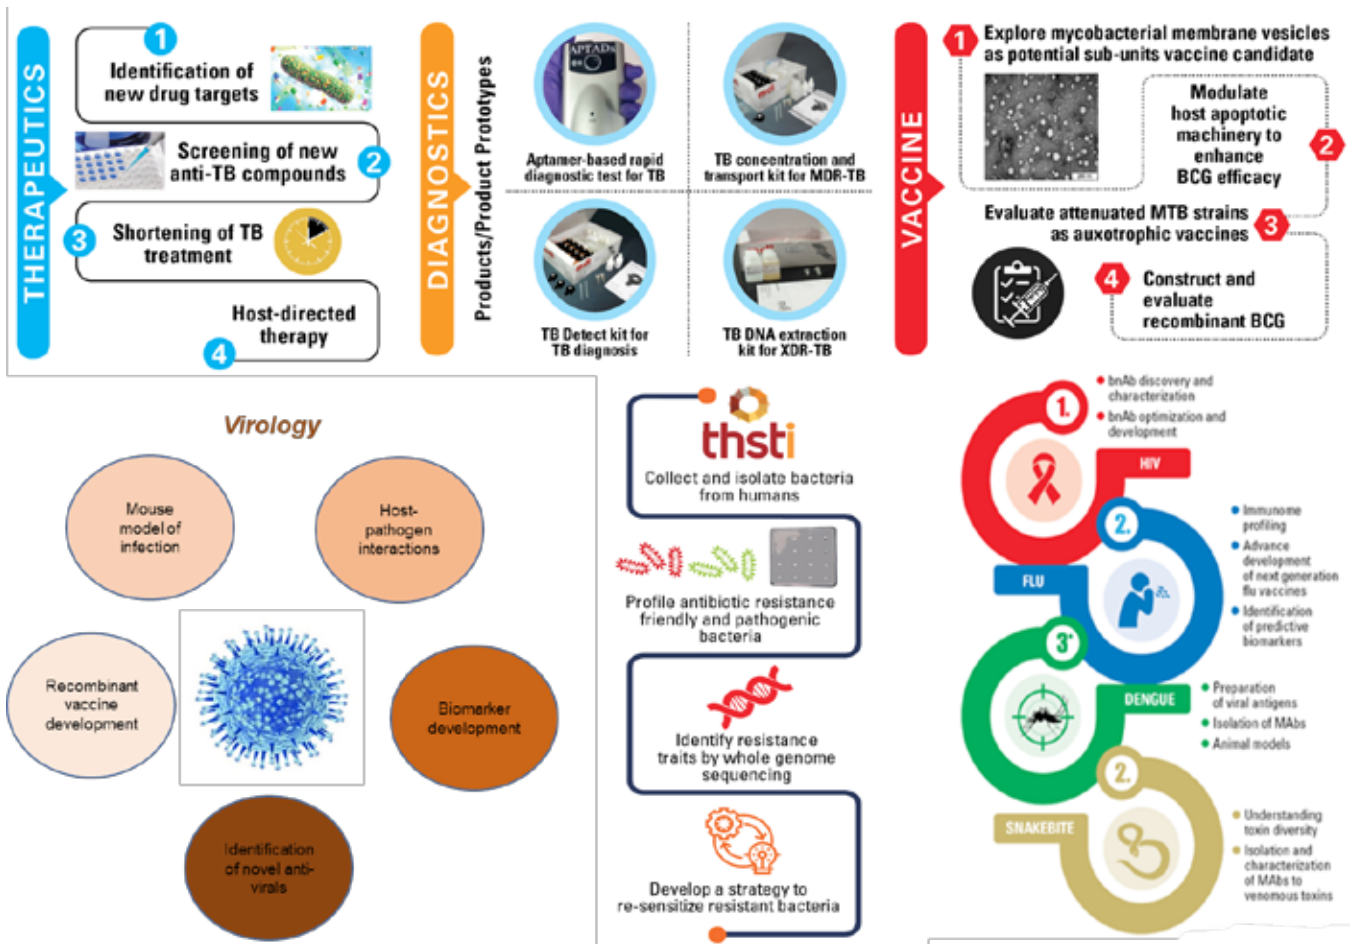 THERAPEUTICS
1
Identification of
new drug targets
Screening of new
anti-TB compounds
2
3
Shortening of TB
treatment
Host-directed
therapy
4
DIAGNOSTICS
Products/Product Prototypes
APTADx
Aptamer-based rapid
diagnostic test for TB
TB concentration and
transport kit for MDR-TB
TB Detect kit for
TB diagnosis
TB DNA extraction
kit for XDR-TB
VACCINE
1
Explore mycobacterial membrane vesicles
as potential sub-units vaccine candidate
Modulate
host apoptotic
machinery to
enhance
BCG efficacy
2
Evaluate attenuated MTB strains
as auxotrophic vaccines
3
4
Construct and
evaluate
recombinant BCG
Virology
Mouse
model of
infection
Host-
pathogen
interactions
Recombinant
vaccine
development
Biomarker
development
Identification
of novel anti-
virals
thsti
Collect and isolate bacteria
from humans
Profile antibiotic resistance
friendly and pathogenic
bacteria
Identify resistance
traits by whole genome
sequencing
Develop a strategy to
re-sensitize resistant bacteria
1.
bnAb discovery and
characterization
bnAb optimization and
development
HIV
2.
Immunome
profiling
Advance
development
of next generation
flu vaccines
Identification
of predictive
biomarkers
FLU
3
DENGUE
Preparation
of viral antigens
Isolation of MAbs
Animal models
2.
SNAKEBITE
Understanding
toxin diversity
Isolation and
characterization
of MAbs to
venomous toxins